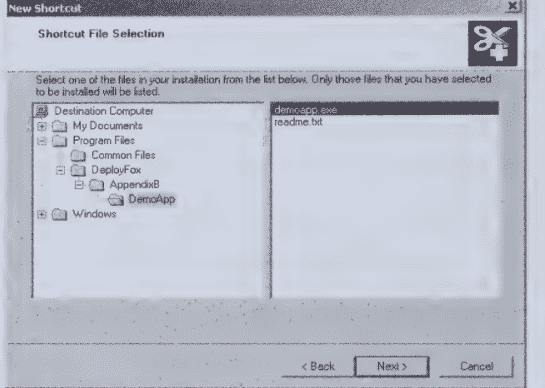 New Shortcut
Shortcut File Selection
Select one of the files in your installation from the list below. Only those files that you have selected
to be installed will be listed.
Destination Computer
My Documents
Program Files
Common Files
DeployFox
AppendixB
DemoApp
Windows
demoapp.exe
readme.txt
< Back
Next >
Cancel